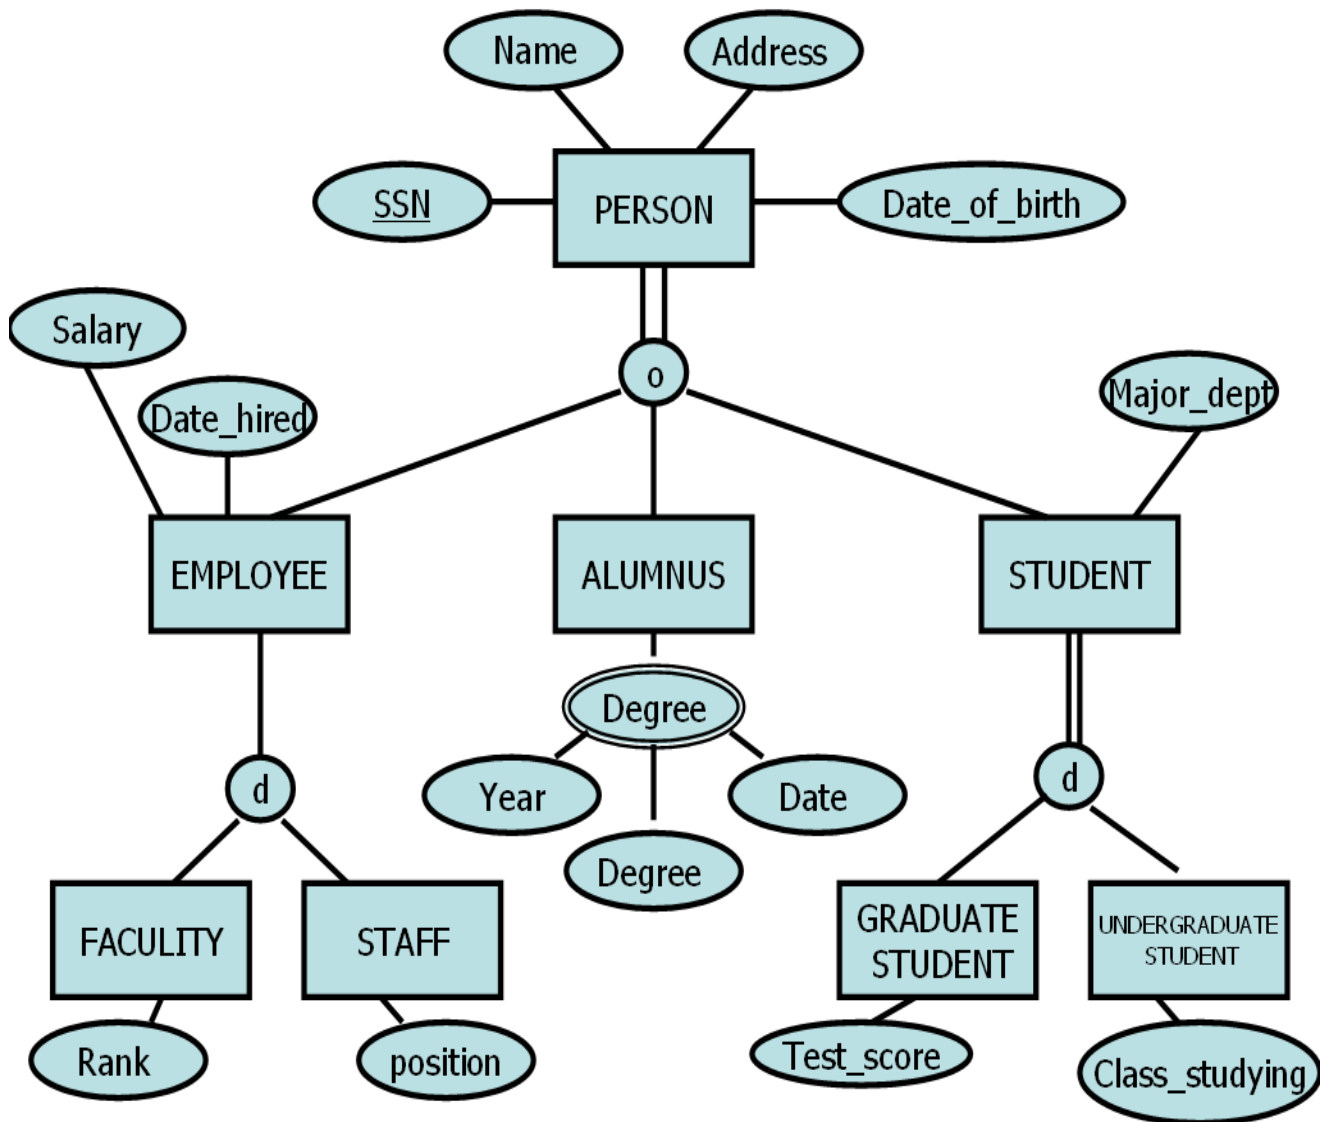 Name
Address
SSN
PERSON
Date_of_birth
Salary
o
Date_hired
Major_dept
EMPLOYEE
ALUMNUS
STUDENT
Degree
d
Year
Date
d
Degree
FACULITY
STAFF
GRADUATE
STUDENT
UNDERGRADUATE
STUDENT
Rank
position
Test_score
Class_studying